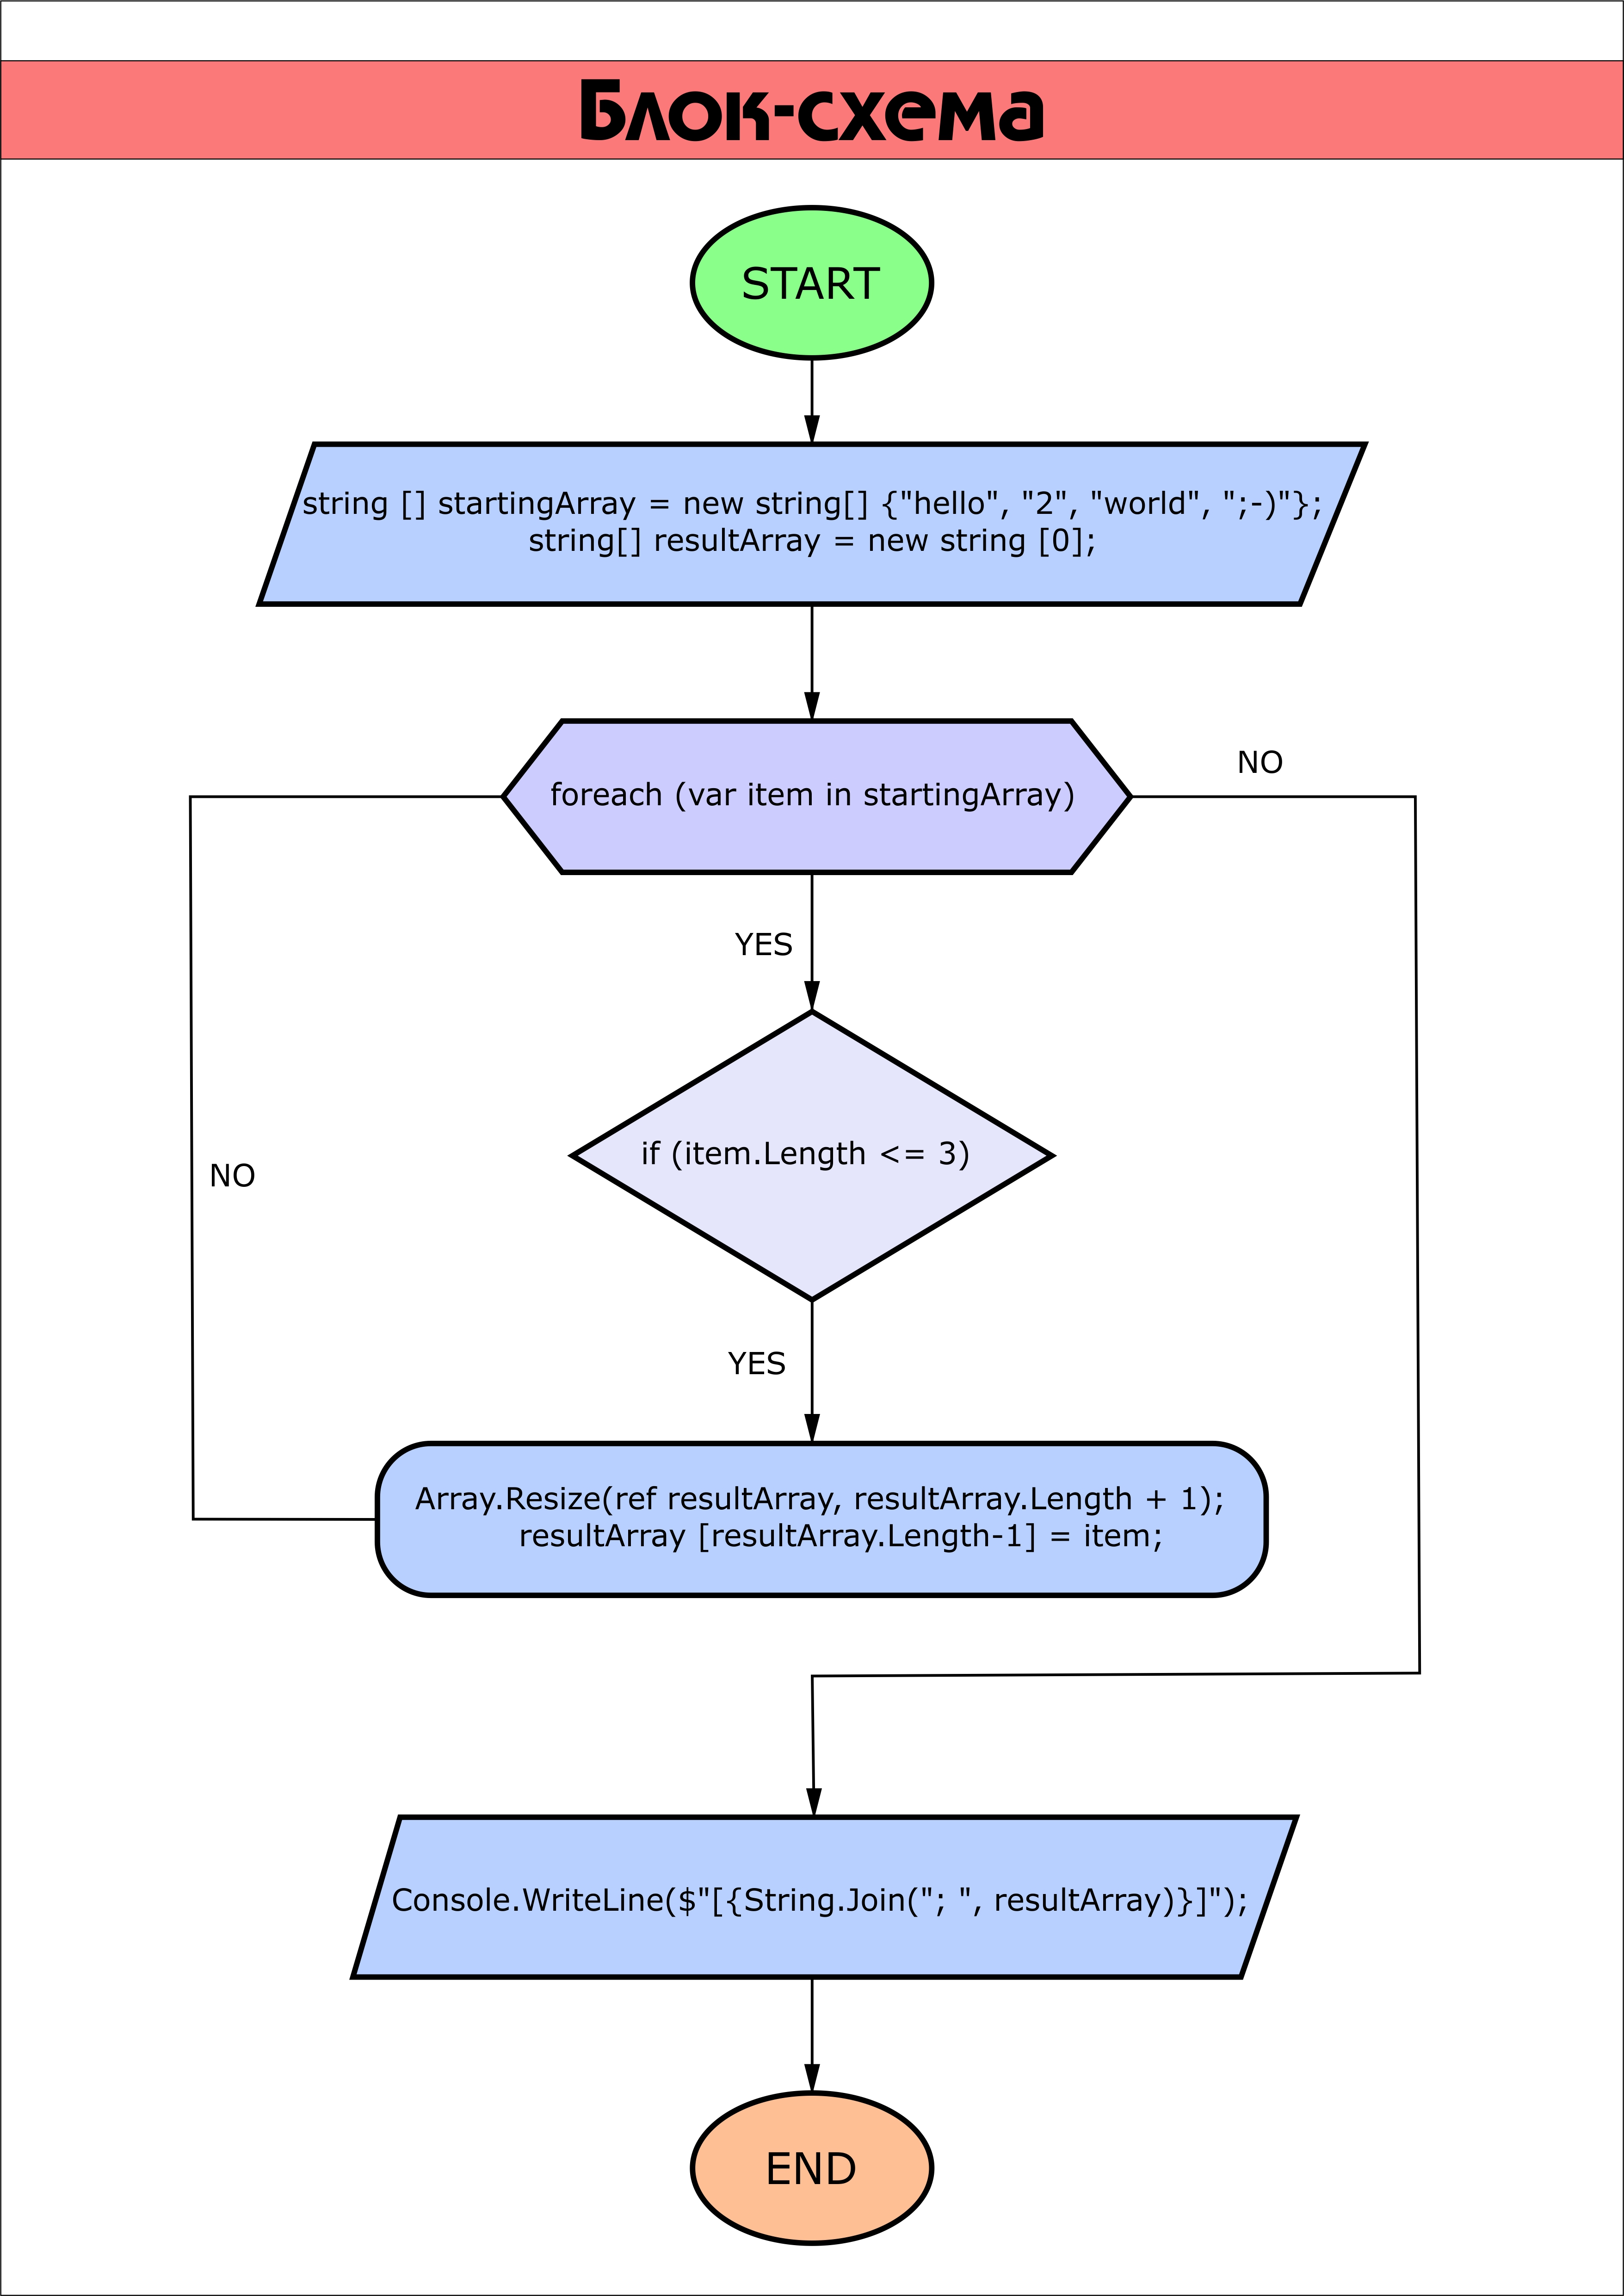 Блок-схема
START
string [] startingArray = new string[] {"hello", "2", "world", ";-)"};
string[] resultArray = new string [0];
foreach (var item in startingArray)
NO
YES
if (item.Length <= 3)
NO
YES
Array.Resize(ref resultArray, resultArray.Length + 1);
resultArray [resultArray.Length-1] = item;
Console.WriteLine($"[{String.Join("; ", resultArray)}]");
END